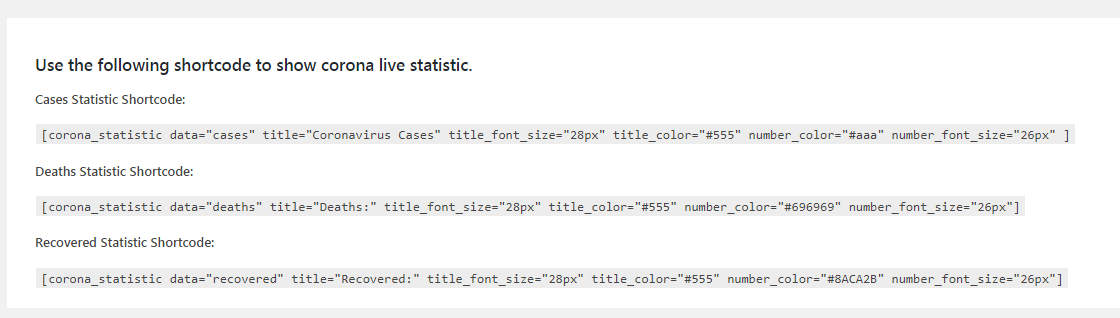 Use the following shortcode to show corona live statistic.
Cases Statistic Shortcode:
[corona_statistic data="cases" title="Coronavirus Cases" title_font_size="28px" title_color="#555" number_color="#aaa" number_font_size="26px" ]
Deaths Statistic Shortcode:
[corona_statistic data="deaths" title="Deaths:" title_font_size="28px" title_color="#555" number_color="#696969" number_font_size="26px"]
Recovered Statistic Shortcode:
[corona_statistic data="recovered" title="Recovered:" title_font_size="28px" title_color="#555" number_color="#8ACA2B" number_font_size="26px"]